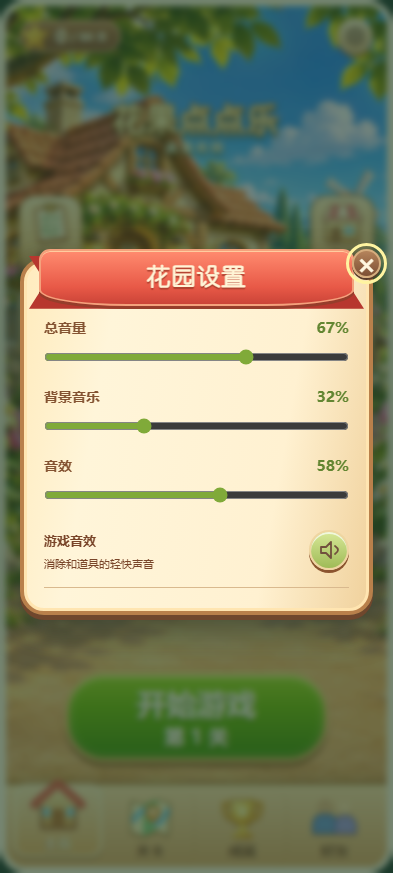 花园设置
总音量
67%
背景音乐
32%
音效
58%
游戏音效
消除和道具的轻快声音
开始游戏
第 1 关